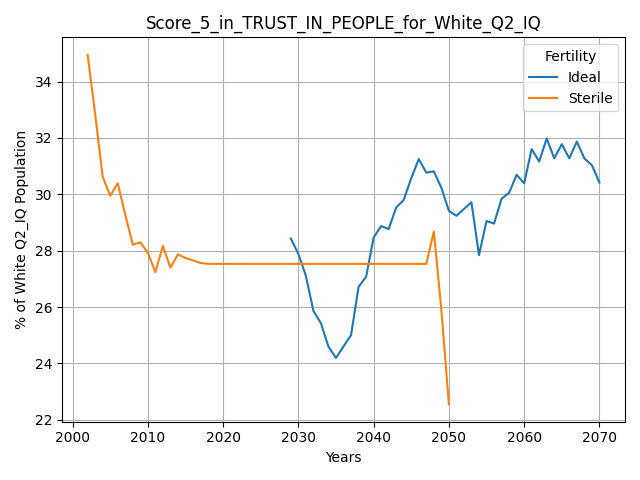 Score_5_in_TRUST_IN_PEOPLE_for_White_Q2_IQ
Fertility
Ideal
Sterile
% of White Q2_IQ Population
34
32
30
28
26
24
22
2000 2010 2020 2030 2040 2050 2060 2070
Years